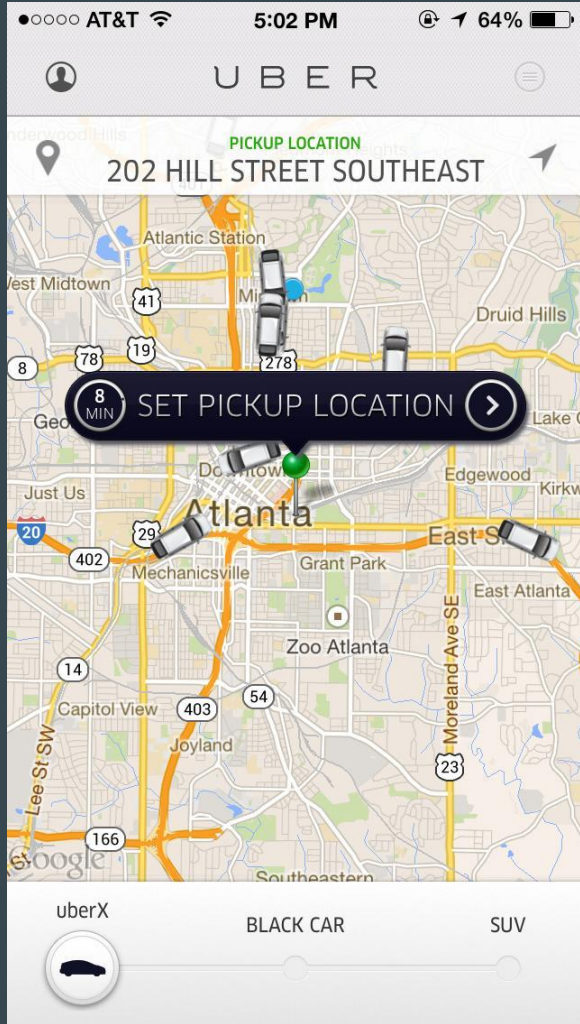 AT&T 5:02 PM 64%
UBER
PICKUP LOCATION
202 HILL STREET SOUTHEAST
401
Atlantic Station
West Midtown
41
Druid Hills
19
78
278
8
8 MIN SET PICKUP LOCATION
Lake
Downtown
Edgewood
Just Us
Kirkw
Atlanta
20
29
East
402
Grant Park
Mechanicsville
East Atlanta
Zoo Atlanta
Moreland Ave SE
14
54
Capitol View
403
Lee St SW
Joyland
23
166
Google
Southeastern
uberX
BLACK CAR
SUV